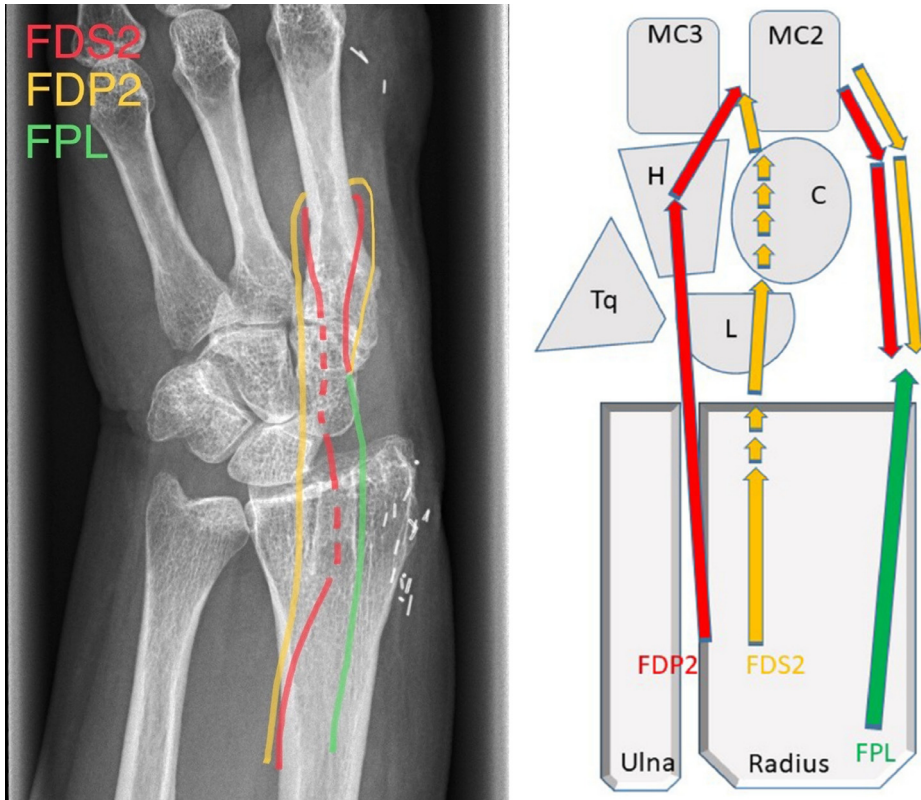 FDS2
FDP2
FPL
MC3 MC2
H C
Tq L
FDP2 FDS2
FPL
Ulna Radius